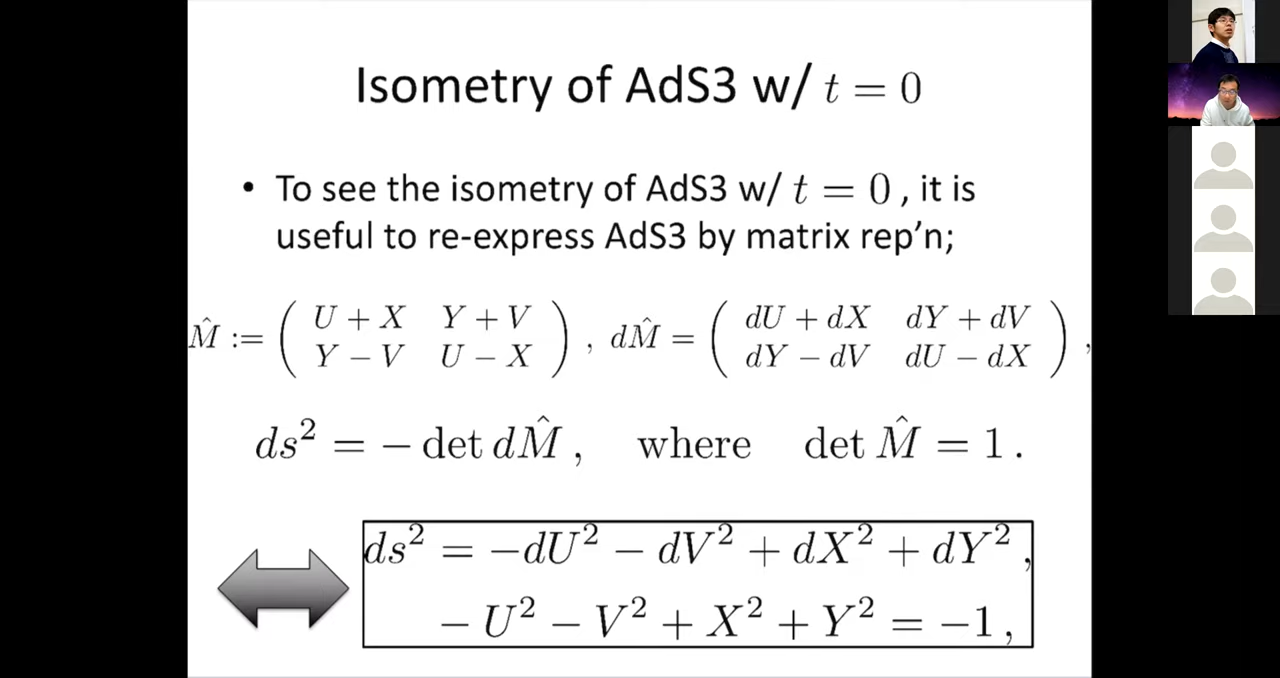 Isometry of AdS3 w/ t = 0
• To see the isometry of AdS3 w/ t = 0 , it is
useful to re-express AdS3 by matrix rep'n;
M̂ := ( U + X  Y + V ; Y − V  U − X ) , dM̂ = ( dU + dX  dY + dV ; dY − dV  dU − dX ) ,
ds² = − det dM̂ , where det M̂ = 1 .
ds² = −dU² − dV² + dX² + dY² ,
− U² − V² + X² + Y² = −1 ,